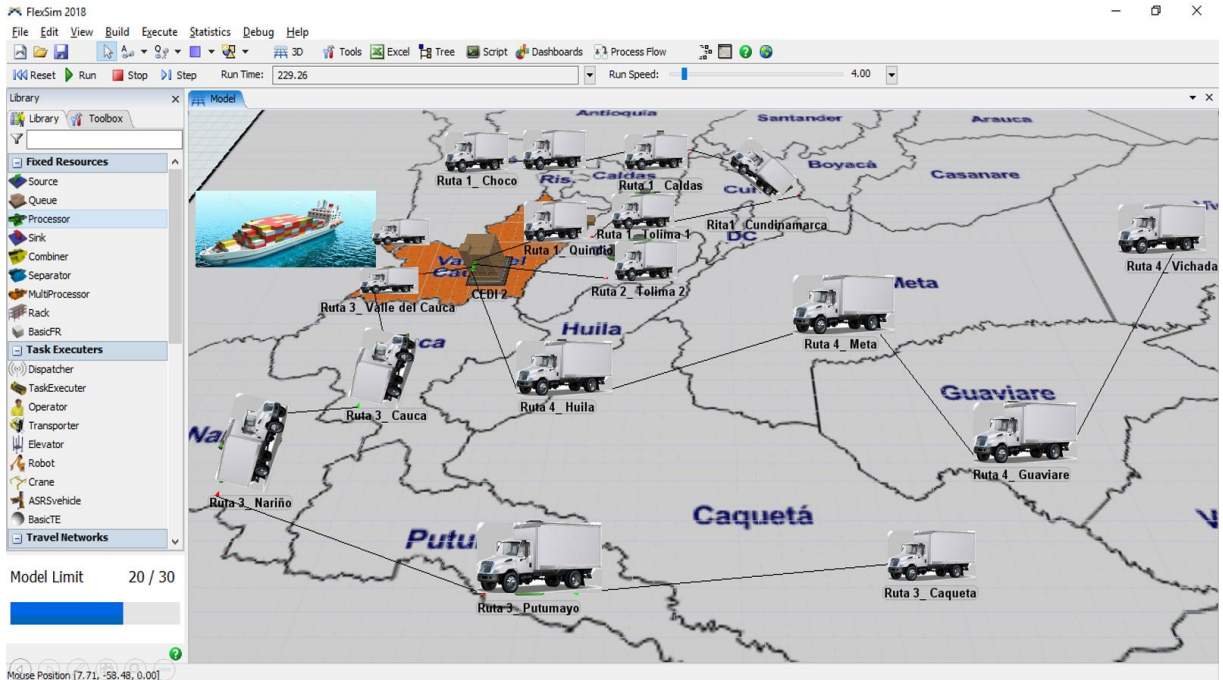 FlexSim 2018
File Edit View Build Execute Statistics Debug Help
3D Tools Excel Tree Script Dashboards Process Flow
Reset Run Stop Step Run Time: 229.26 Run Speed: 4.00
Library
Model
Library Toolbox
Fixed Resources
Source
Queue
Processor
Sink
Combiner
Separator
MultiProcessor
Rack
BasicFR
Task Executers
Dispatcher
TaskExecuter
Operator
Transporter
Elevator
Robot
Crane
ASRSvehicle
BasicTE
Travel Networks
Model Limit 20 / 30
Mouse Position [7.71, -58.48, 0.00]
Antioquia
Santander
Arauca
Boyacá
Casanare
Ris.
Caldas
Ruta 1_ Choco
Ruta 1_ Caldas
Rita1_ Cundinamarca
DC
Ruta 1_ Tolima 1
Ruta 1_ Quindio
Ruta 4_ Vichada
CEDI 2
Ruta 2_ Tolima 2
Meta
Ruta 3_ Valle del Cauca
Huila
Ruta 4_ Meta
Ruta 4_ Huila
Ruta 3_ Cauca
Guaviare
Ruta 4_ Guaviare
Ruta 3_ Nariño
Caquetá
Putu
Ruta 3_ Putumayo
Ruta 3_ Caqueta